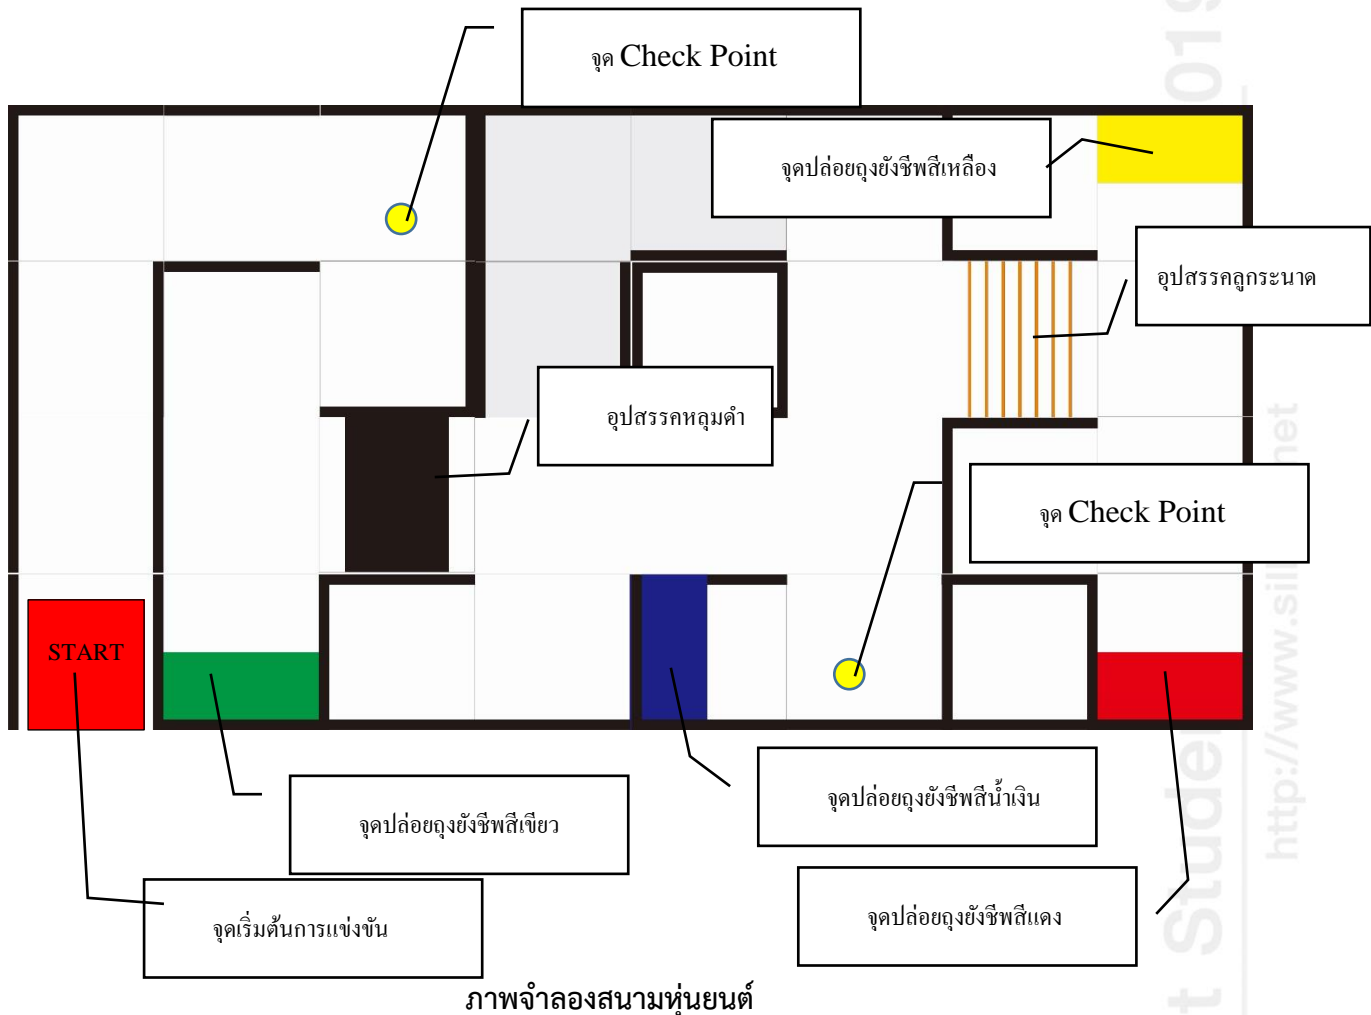 จุด Check Point
จุดปล่อยถุงยังชีพสีเหลือง
อุปสรรคลูกระนาด
อุปสรรคหลุมดำ
จุด Check Point
START
จุดปล่อยถุงยังชีพสีน้ำเงิน
จุดปล่อยถุงยังชีพสีเขียว
จุดปล่อยถุงยังชีพสีแดง
จุดเริ่มต้นการแข่งขัน
ภาพจำลองสนามหุ่นยนต์